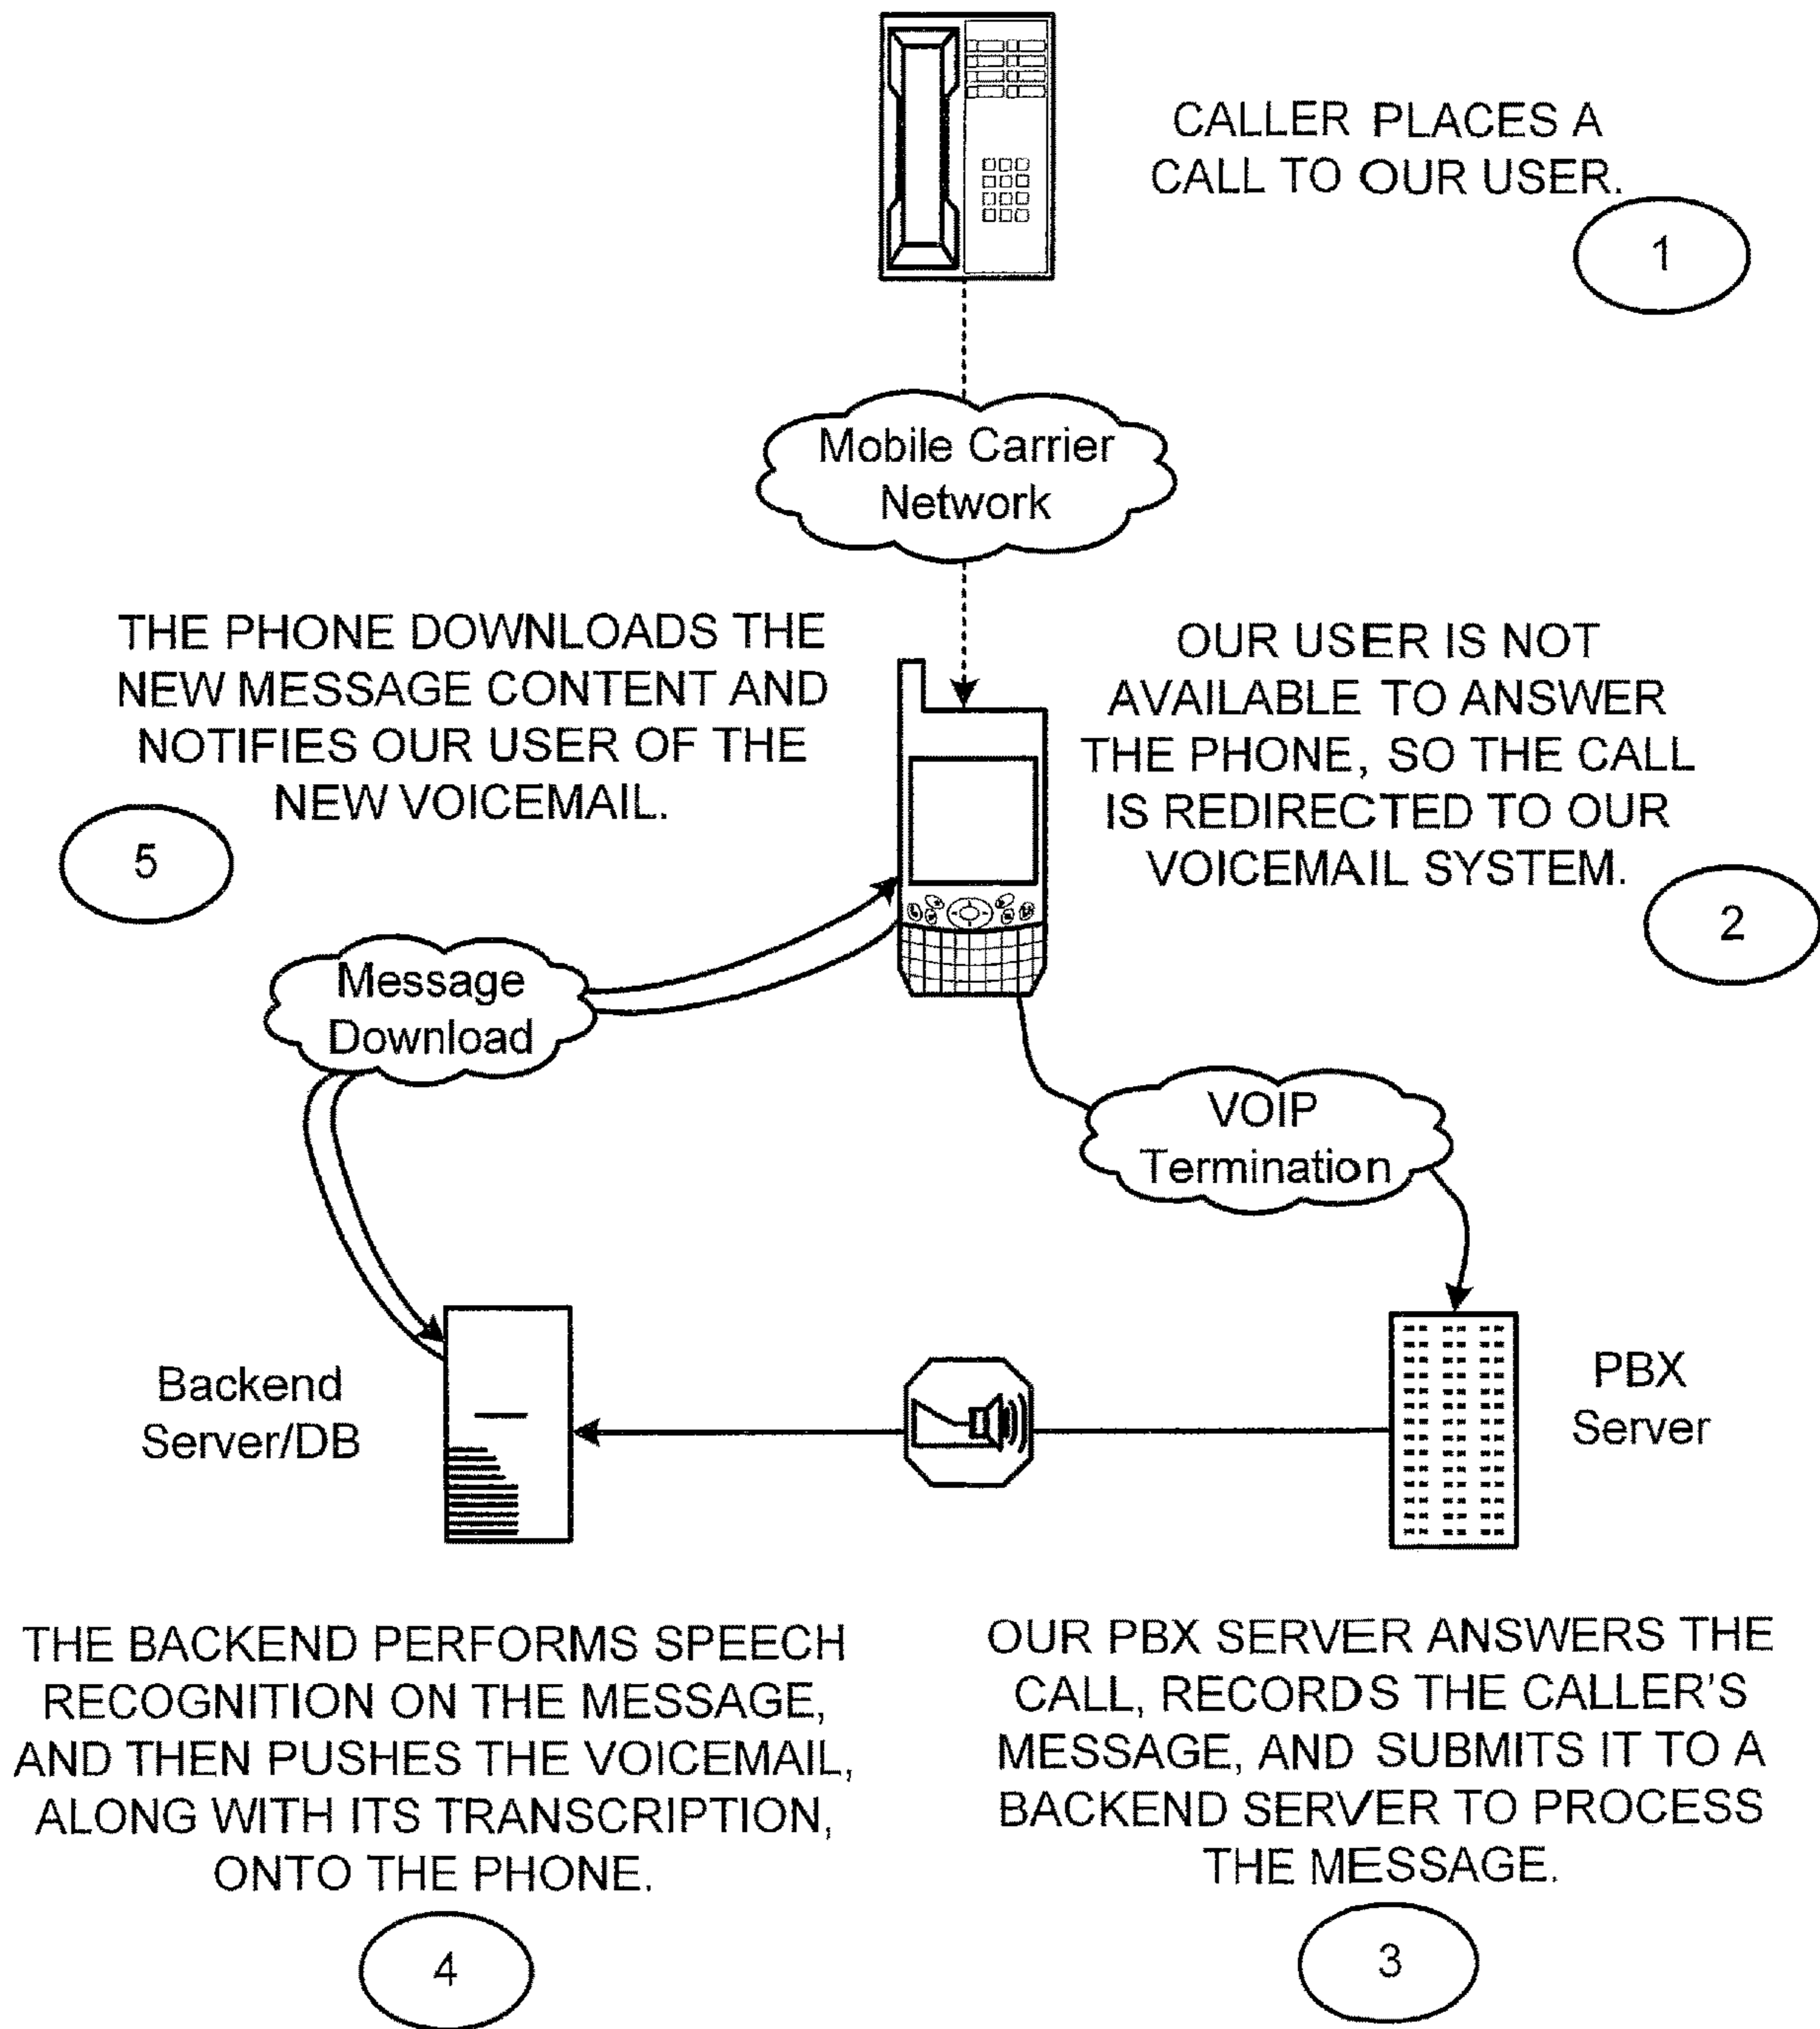 CALLER PLACES A
CALL TO OUR USER.
1
Mobile Carrier
Network
THE PHONE DOWNLOADS THE
NEW MESSAGE CONTENT AND
NOTIFIES OUR USER OF THE
NEW VOICEMAIL.
5
OUR USER IS NOT
AVAILABLE TO ANSWER
THE PHONE, SO THE CALL
IS REDIRECTED TO OUR
VOICEMAIL SYSTEM.
2
Message
Download
VOIP
Termination
Backend
Server/DB
PBX
Server
THE BACKEND PERFORMS SPEECH
RECOGNITION ON THE MESSAGE,
AND THEN PUSHES THE VOICEMAIL,
ALONG WITH ITS TRANSCRIPTION,
ONTO THE PHONE.
4
OUR PBX SERVER ANSWERS THE
CALL, RECORDS THE CALLER'S
MESSAGE, AND SUBMITS IT TO A
BACKEND SERVER TO PROCESS
THE MESSAGE.
3